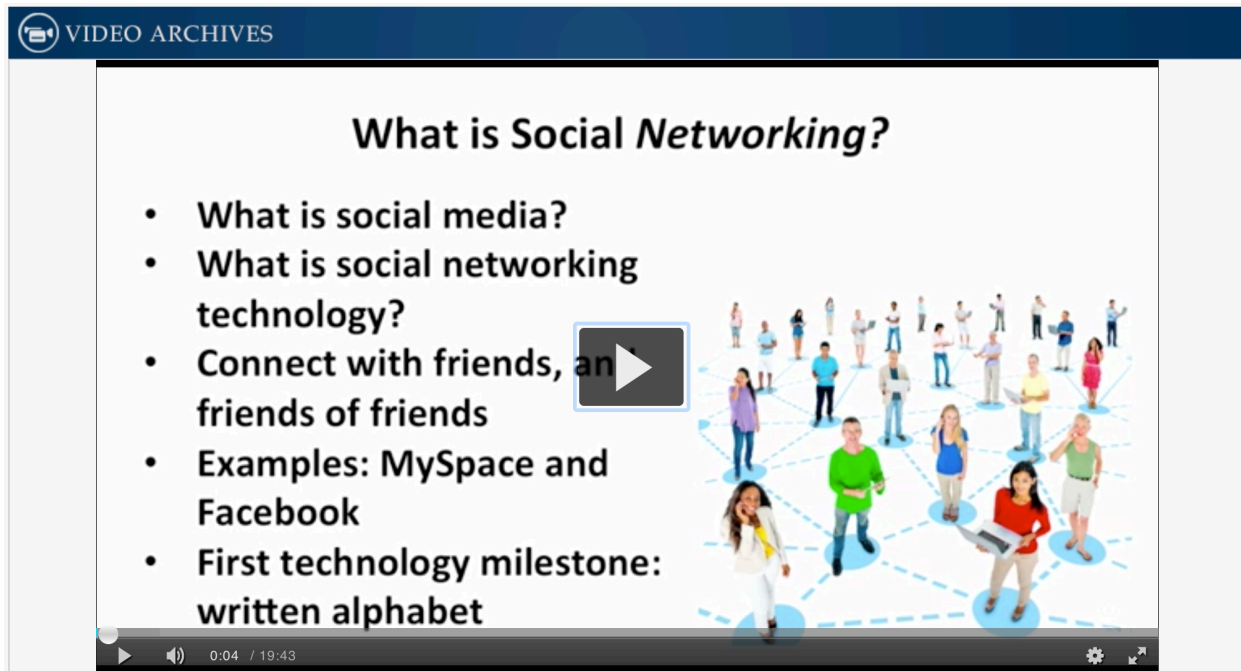 VIDEO ARCHIVES
What is Social Networking?
• What is social media?
• What is social networking
technology?
• Connect with friends, and
friends of friends
• Examples: MySpace and
Facebook
• First technology milestone:
written alphabet
0:04 / 19:43